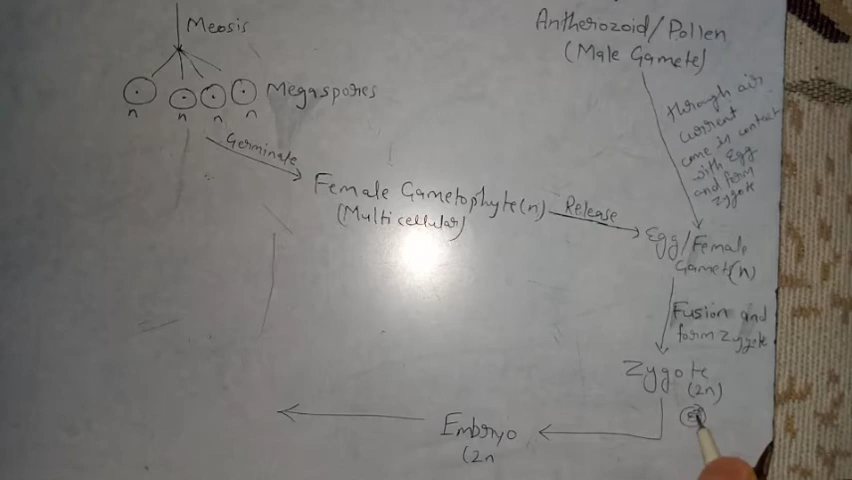 Meosis
n
n
n
n
Megaspores
Germinate
Female Gametophyte(n)
(Multicellular)
Release
Antherozoid/Pollen
(Male Gamete)
through air
current
come in contact
with Egg
and form
Zygote
Egg/Female
Gamet(n)
Fusion and
form Zygote
Zygote
(2n)
Embryo
(2n